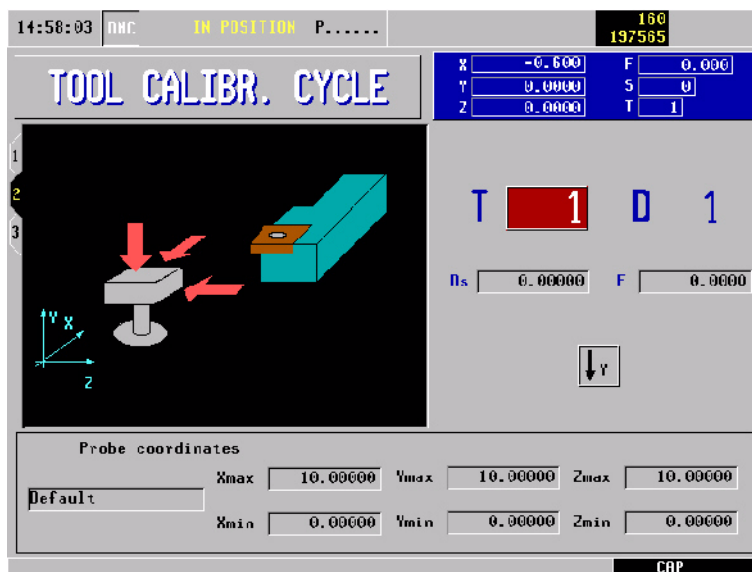 14:58:03 IN POSITION P...... 160
197565
TOOL CALIBR. CYCLE
X -0.600 F 0.000
Y 0.0000 S 0
Z 0.0000 T 1
1
2
3
T 1 D 1
Ds 0.00000 F 0.0000
Y
Y X
Z
Probe coordinates
Default
Xmax 10.00000 Ymax 10.00000 Zmax 10.00000
Xmin 0.00000 Ymin 0.00000 Zmin 0.00000
CAP